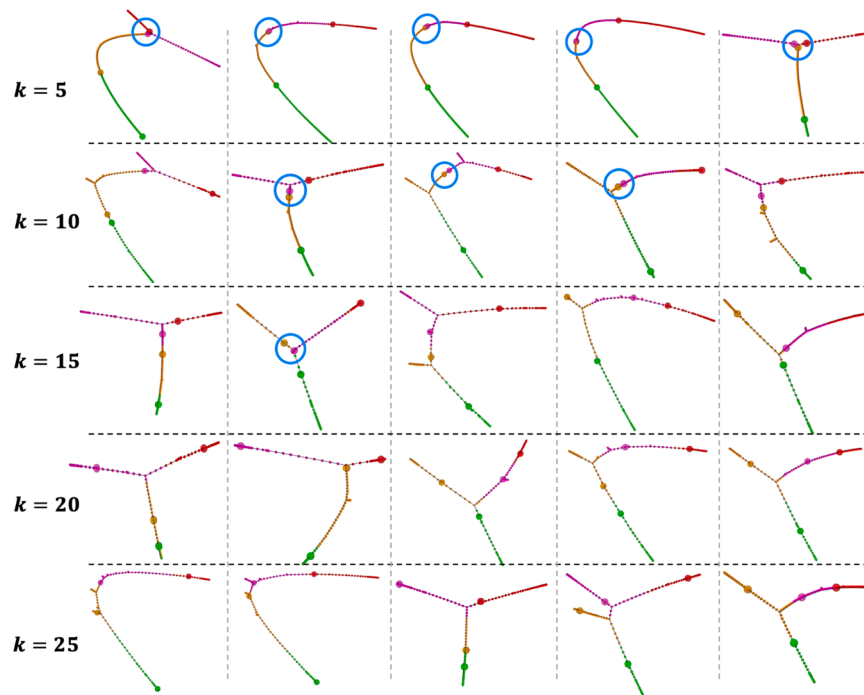 k = 5
k = 10
k = 15
k = 20
k = 25